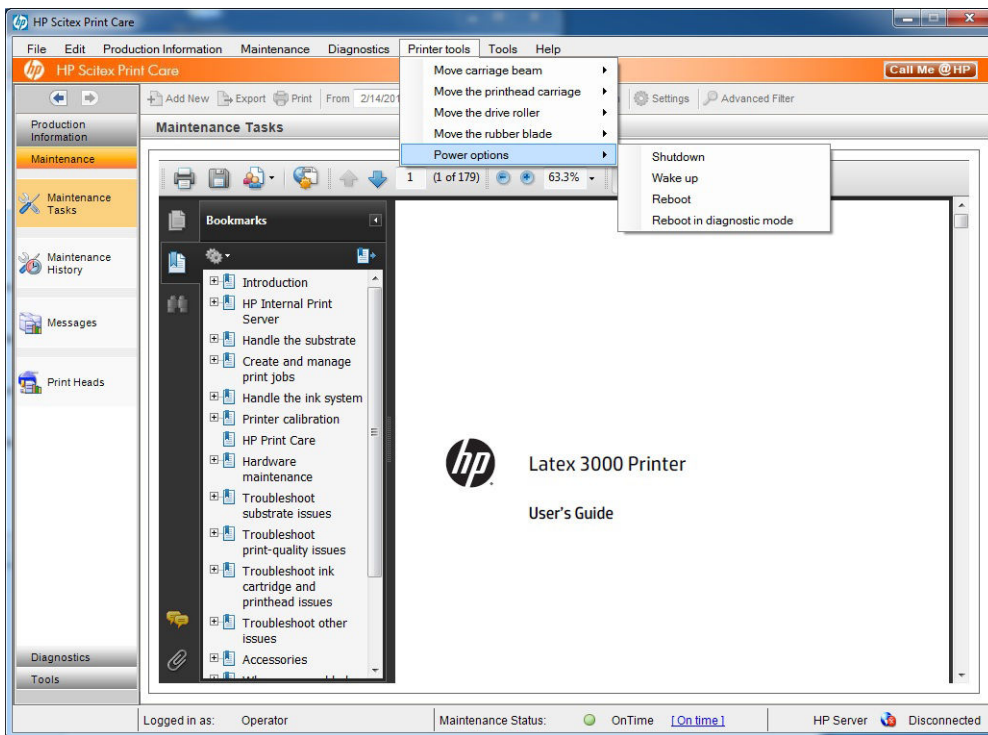 HP Scitex Print Care
File Edit Production Information Maintenance Diagnostics Printer tools Tools Help
hp HP Scitex Print Care
Call Me @ HP
Add New Export Print From 2/14/201
Settings Advanced Filter
Move carriage beam
Move the printhead carriage
Move the drive roller
Move the rubber blade
Power options
Shutdown
Wake up
Reboot
Reboot in diagnostic mode
Production
Information
Maintenance
Maintenance
Tasks
Maintenance
History
Messages
Print Heads
Diagnostics
Tools
Maintenance Tasks
1 (1 of 179) 63.3%
Bookmarks
Introduction
HP Internal Print
Server
Handle the substrate
Create and manage
print jobs
Handle the ink system
Printer calibration
HP Print Care
Hardware
maintenance
Troubleshoot
substrate issues
Troubleshoot
print-quality issues
Troubleshoot ink
cartridge and
printhead issues
Troubleshoot other
issues
Accessories
hp
Latex 3000 Printer
User's Guide
Logged in as: Operator
Maintenance Status: OnTime [ On time ]
HP Server Disconnected